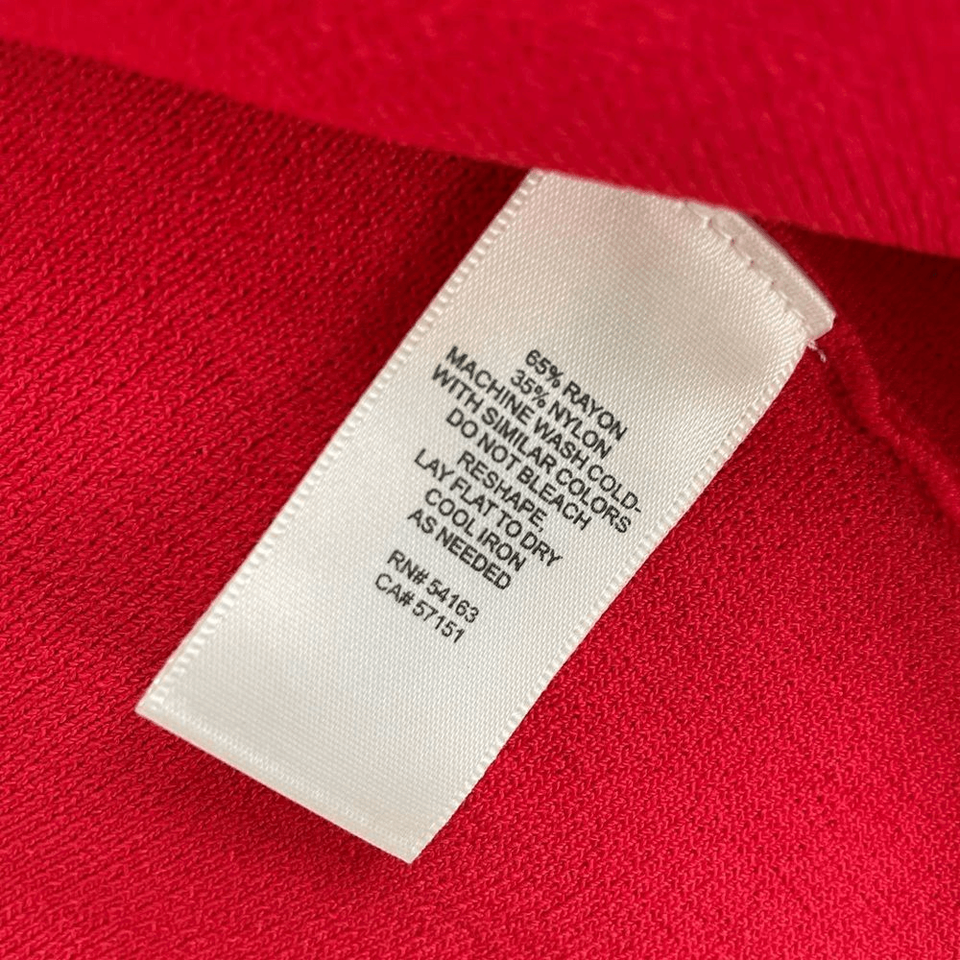 65% RAYON
35% NYLON
MACHINE WASH COLD-
WITH SIMILAR COLORS
DO NOT BLEACH
RESHAPE,
LAY FLAT TO DRY
COOL IRON
AS NEEDED
RN# 54163
CA# 57151